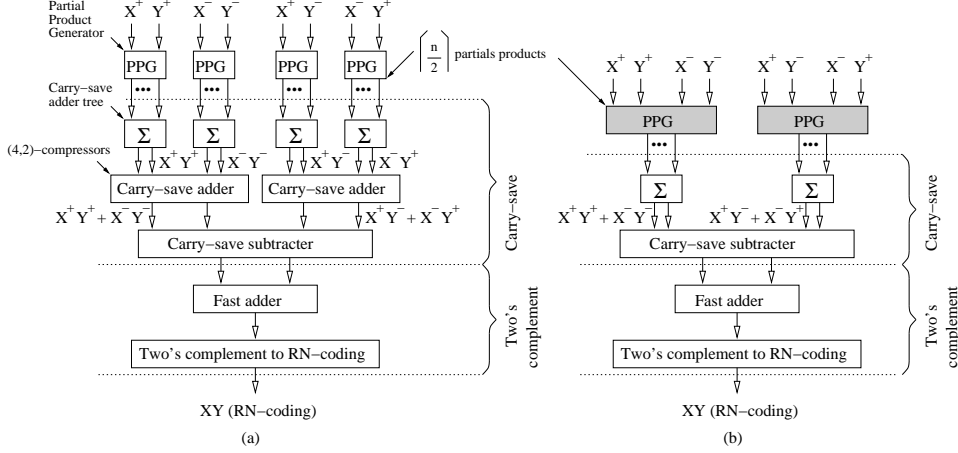 Partial
Product
Generator
X⁺ Y⁺ X⁻ Y⁻ X⁺ Y⁻ X⁻ Y⁺
PPG PPG PPG PPG
••• ••• ••• •••
⌈n/2⌉ partials products
Carry−save
adder tree
Σ Σ Σ Σ
(4,2)−compressors
X⁺Y⁺ X⁻Y⁻ X⁺Y⁻ X⁻Y⁺
Carry−save adder Carry−save adder
X⁺Y⁺ + X⁻Y⁻ X⁺Y⁻ + X⁻Y⁺
Carry−save subtracter
Carry−save
Fast adder
Two's complement to RN−coding
Two's
complement
XY (RN−coding)
(a)
X⁺ Y⁺ X⁻ Y⁻ X⁺ Y⁻ X⁻ Y⁺
PPG PPG
••• •••
Σ Σ
X⁺Y⁺ + X⁻Y⁻ X⁺Y⁻ + X⁻Y⁺
Carry−save subtracter
Carry−save
Fast adder
Two's complement to RN−coding
Two's
complement
XY (RN−coding)
(b)